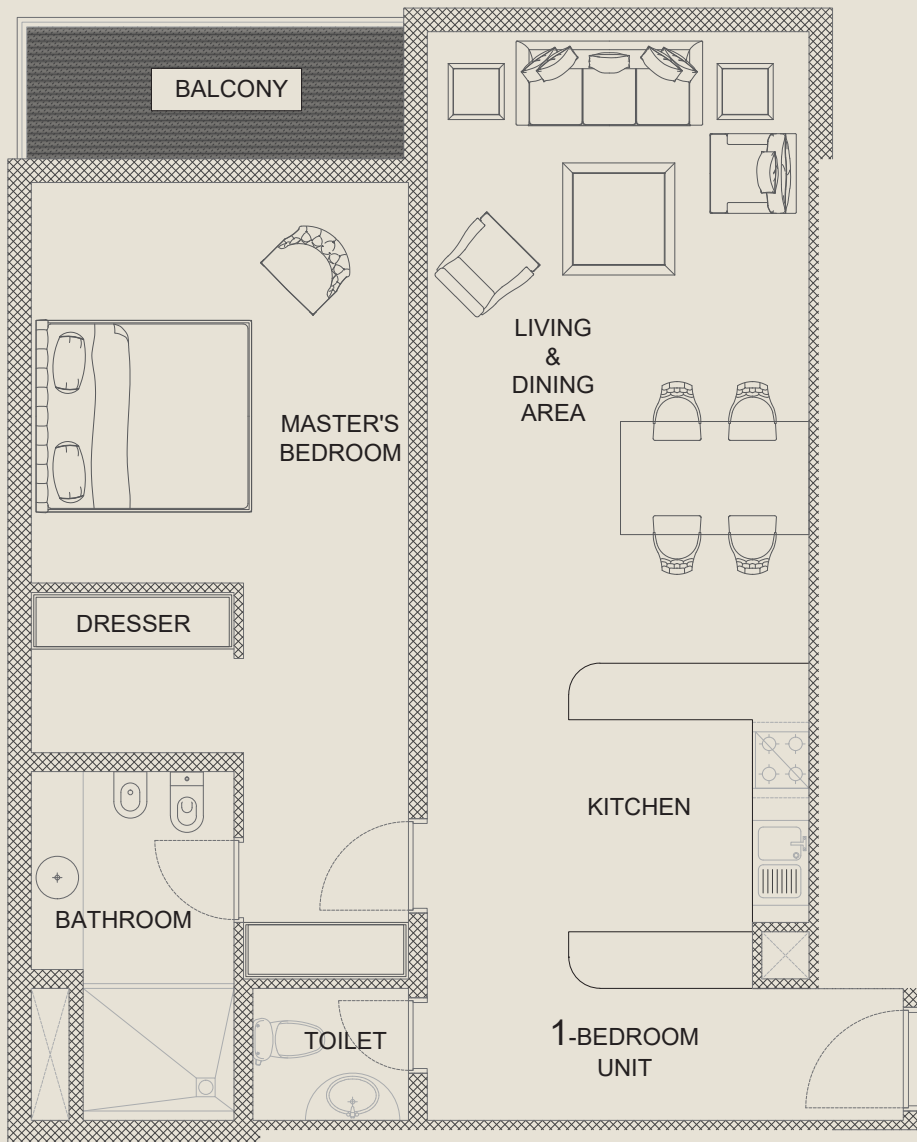 BALCONY
LIVING
&
DINING
AREA
MASTER'S
BEDROOM
DRESSER
KITCHEN
BATHROOM
TOILET
1-BEDROOM
UNIT